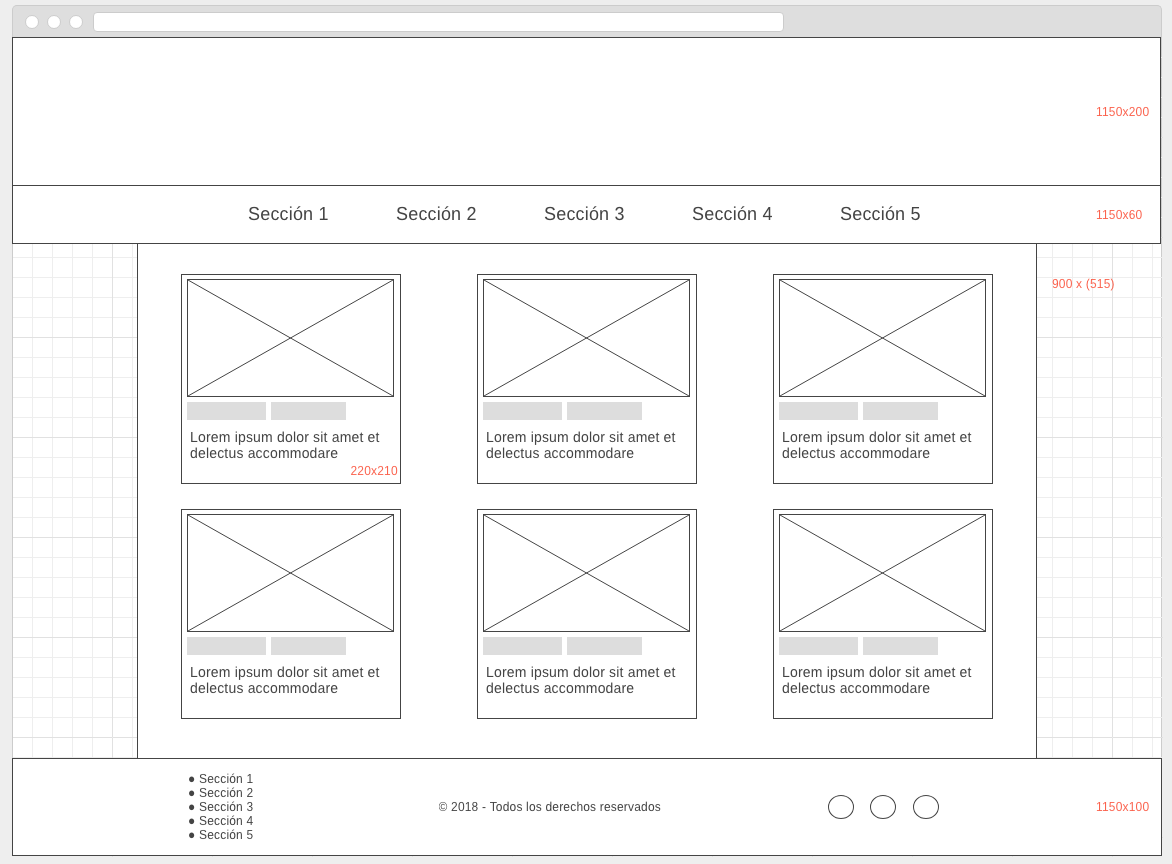 1150x200
Sección 1 Sección 2 Sección 3 Sección 4 Sección 5 1150x60
900 x (515)
Lorem ipsum dolor sit amet et
delectus accommodare
220x210
Lorem ipsum dolor sit amet et
delectus accommodare
Lorem ipsum dolor sit amet et
delectus accommodare
Lorem ipsum dolor sit amet et
delectus accommodare
Lorem ipsum dolor sit amet et
delectus accommodare
Lorem ipsum dolor sit amet et
delectus accommodare
● Sección 1
● Sección 2
● Sección 3
● Sección 4
● Sección 5
© 2018 - Todos los derechos reservados
1150x100